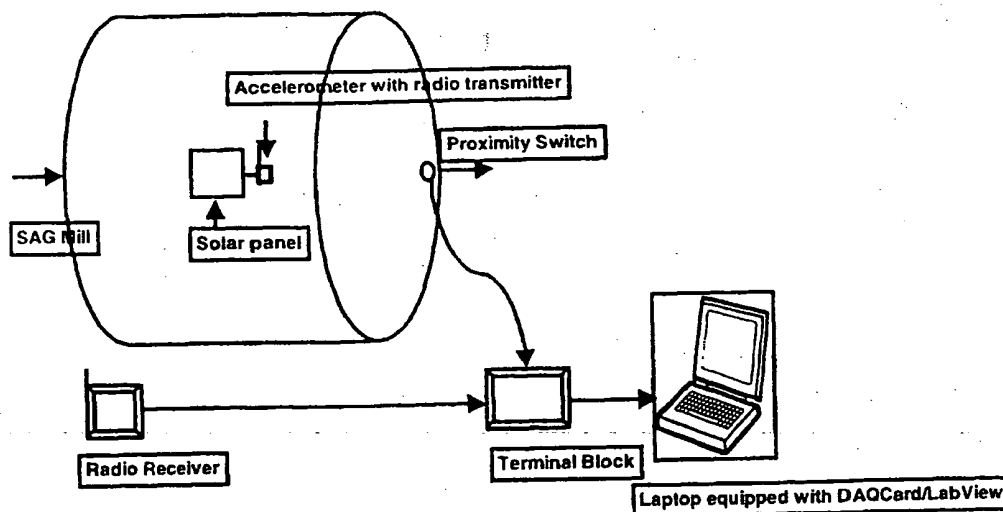 Accelerometer with radio transmitter
Proximity Switch
SAG Mill
Solar panel
Radio Receiver
Terminal Block
Laptop equipped with DAQCard/LabView